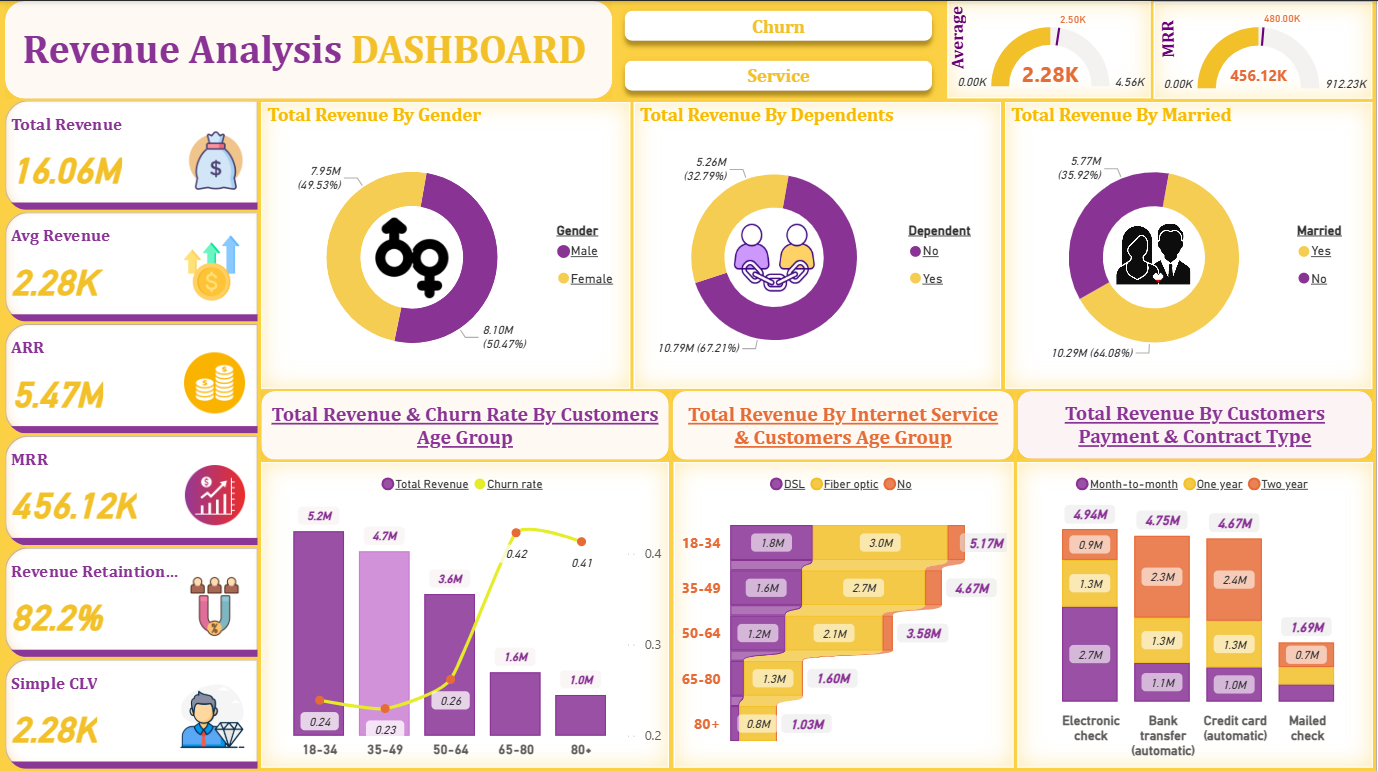 Revenue Analysis DASHBOARD
Churn
Service
Average
2.50K
0.00K
2.28K
4.56K
MRR
480.00K
0.00K
456.12K
912.23K
Total Revenue
16.06M
Avg Revenue
2.28K
ARR
5.47M
MRR
456.12K
Revenue Retaintion...
82.2%
Simple CLV
2.28K
Total Revenue By Gender
7.95M
(49.53%)
8.10M
(50.47%)
Gender
Male
Female
Total Revenue By Dependents
5.26M
(32.79%)
10.79M (67.21%)
Dependent
No
Yes
Total Revenue By Married
5.77M
(35.92%)
10.29M (64.08%)
Married
Yes
No
Total Revenue & Churn Rate By Customers
Age Group
Total Revenue Churn rate
5.2M
4.7M
3.6M
1.6M
1.0M
0.24
0.23
0.26
0.42
0.41
0.4
0.3
0.2
18-34 35-49 50-64 65-80 80+
Total Revenue By Internet Service
& Customers Age Group
DSL Fiber optic No
18-34 1.8M 3.0M 5.17M
35-49 1.6M 2.7M 4.67M
50-64 1.2M 2.1M 3.58M
65-80 1.3M 1.60M
80+ 0.8M 1.03M
Total Revenue By Customers
Payment & Contract Type
Month-to-month One year Two year
4.94M
0.9M
1.3M
2.7M
Electronic
check
4.75M
2.3M
1.3M
1.1M
Bank
transfer
(automatic)
4.67M
2.4M
1.3M
1.0M
Credit card
(automatic)
1.69M
0.7M
Mailed
check